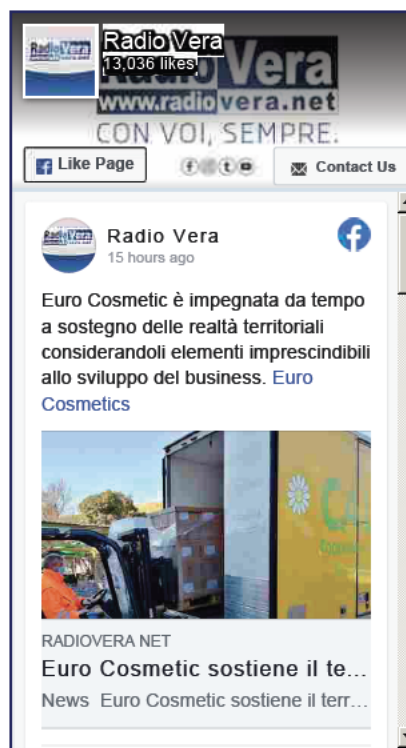 Radio Vera
13,036 likes
Radio Vera
www.radiovera.net
CON VOI, SEMPRE.
Like Page
Contact Us
Radio Vera
15 hours ago
Euro Cosmetic è impegnata da tempo
a sostegno delle realtà territoriali
considerandoli elementi imprescindibili
allo sviluppo del business. Euro
Cosmetics
RADIOVERA NET
Euro Cosmetic sostiene il te...
News Euro Cosmetic sostiene il terr...